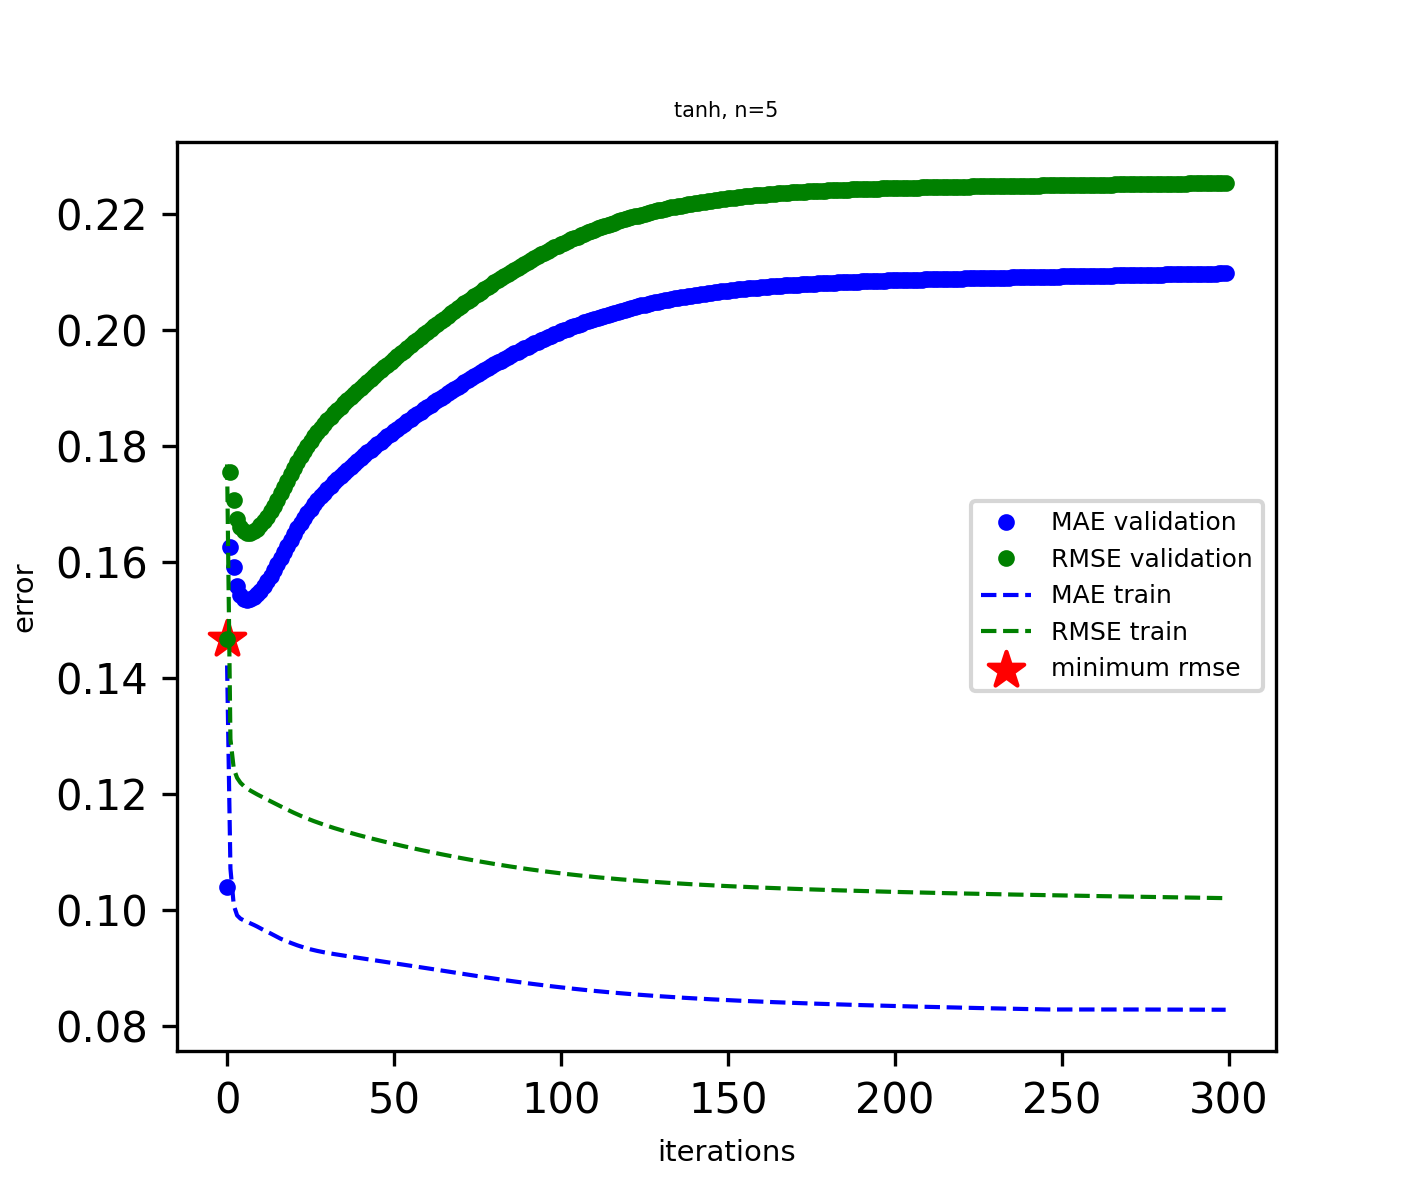 tanh, n=5
0.22
0.20
0.18
0.16
0.14
0.12
0.10
0.08
error
MAE validation
RMSE validation
MAE train
RMSE train
minimum rmse
0 50 100 150 200 250 300
iterations